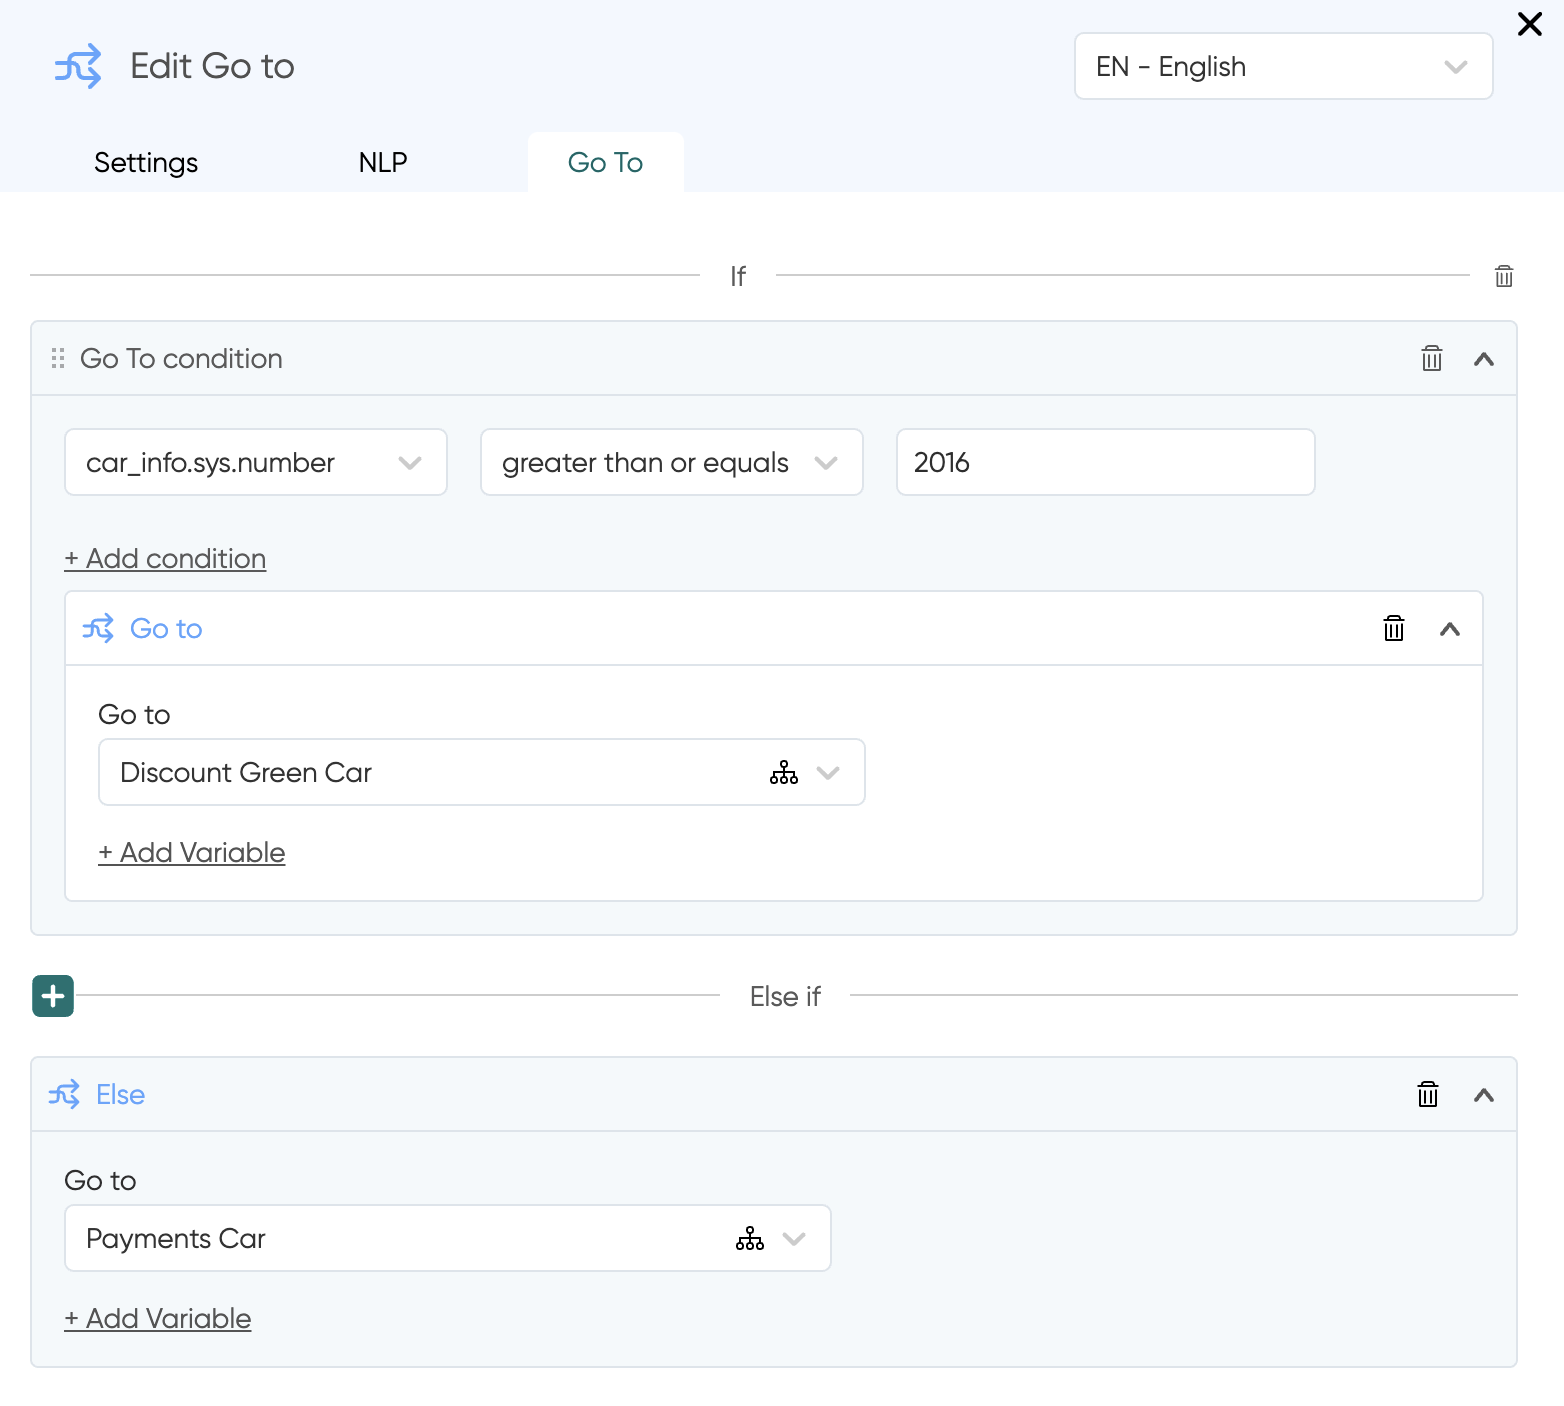 Edit Go to
EN - English
Settings
NLP
Go To
If
Go To condition
car_info.sys.number
greater than or equals
2016
+ Add condition
Go to
Go to
Discount Green Car
+ Add Variable
Else if
Else
Go to
Payments Car
+ Add Variable